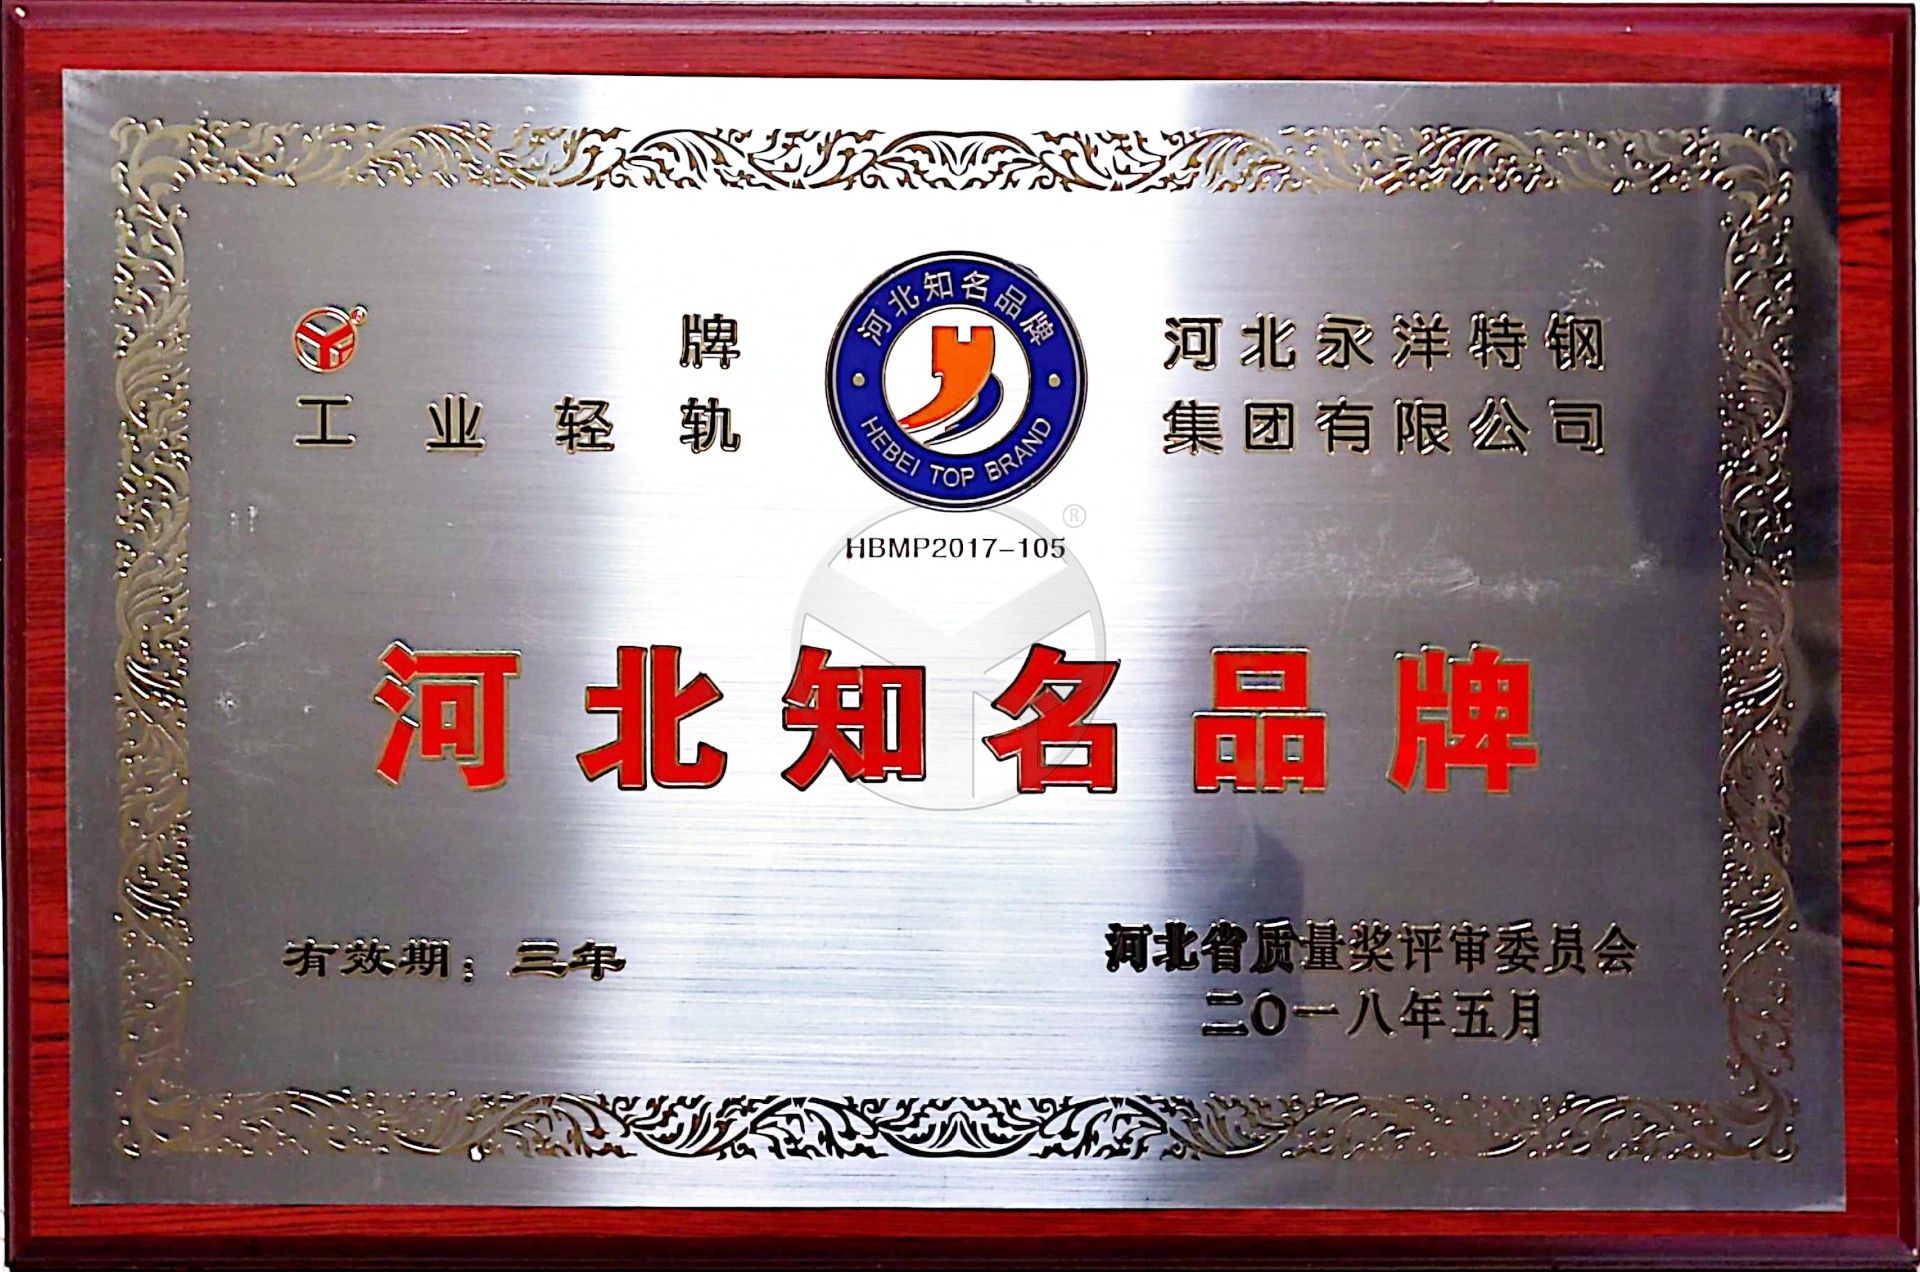 牌
工业轻轨
河北知名品牌
HEBEI TOP BRAND
HBMP2017-105
河北永洋特钢
集团有限公司
®
河北知名品牌
有效期：三年
河北省质量奖评审委员会
二〇一八年五月